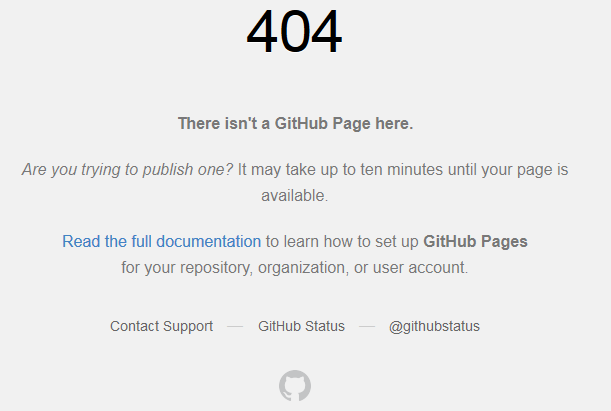 404
There isn't a GitHub Page here.
Are you trying to publish one? It may take up to ten minutes until your page is
available.
Read the full documentation to learn how to set up GitHub Pages
for your repository, organization, or user account.
Contact Support — GitHub Status — @githubstatus